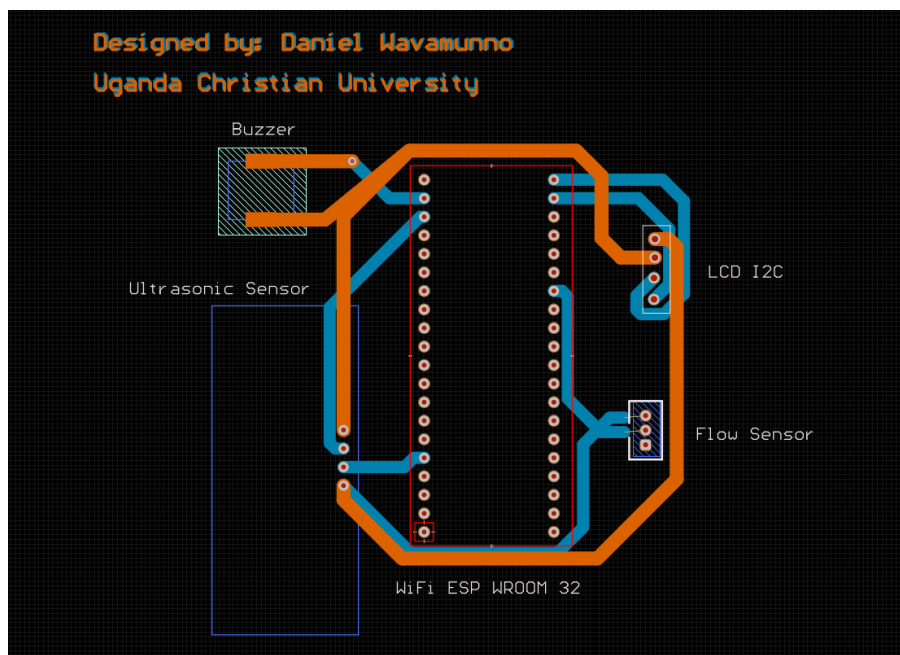 Designed by: Daniel Wavamunno
Uganda Christian University
Buzzer
LCD I2C
Ultrasonic Sensor
Flow Sensor
WiFi ESP WROOM 32